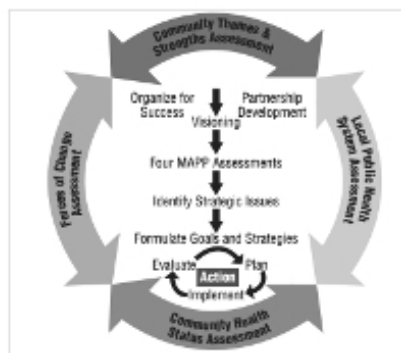 Community Themes &
Strengths Assessment
Organize for
Success
Partnership
Development
Visioning
Four MAPP Assessments
Identify Strategic Issues
Formulate Goals and Strategies
Evaluate
Plan
Action
Implement
Forces of Change
Assessment
Local Public Health
System Assessment
Community Health
Status Assessment